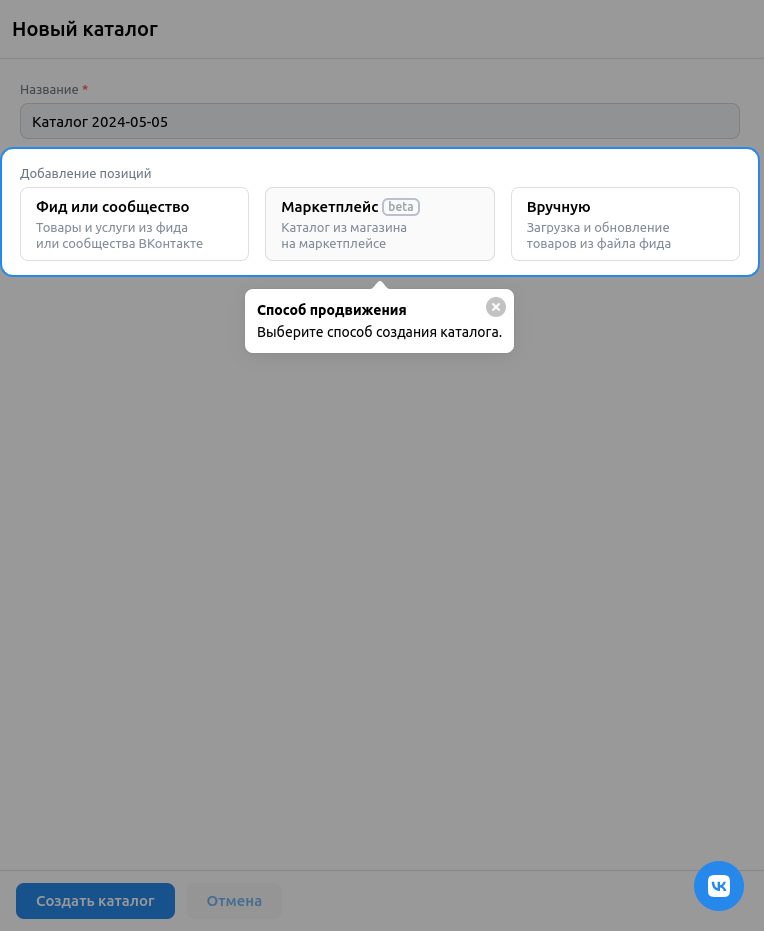 Новый каталог
Название *
Каталог 2024-05-05
Добавление позиций
Фид или сообщество
Товары и услуги из фида
или сообщества ВКонтакте
Маркетплейс beta
Каталог из магазина
на маркетплейсе
Вручную
Загрузка и обновление
товаров из файла фида
Способ продвижения
Выберите способ создания каталога.
Создать каталог
Отмена